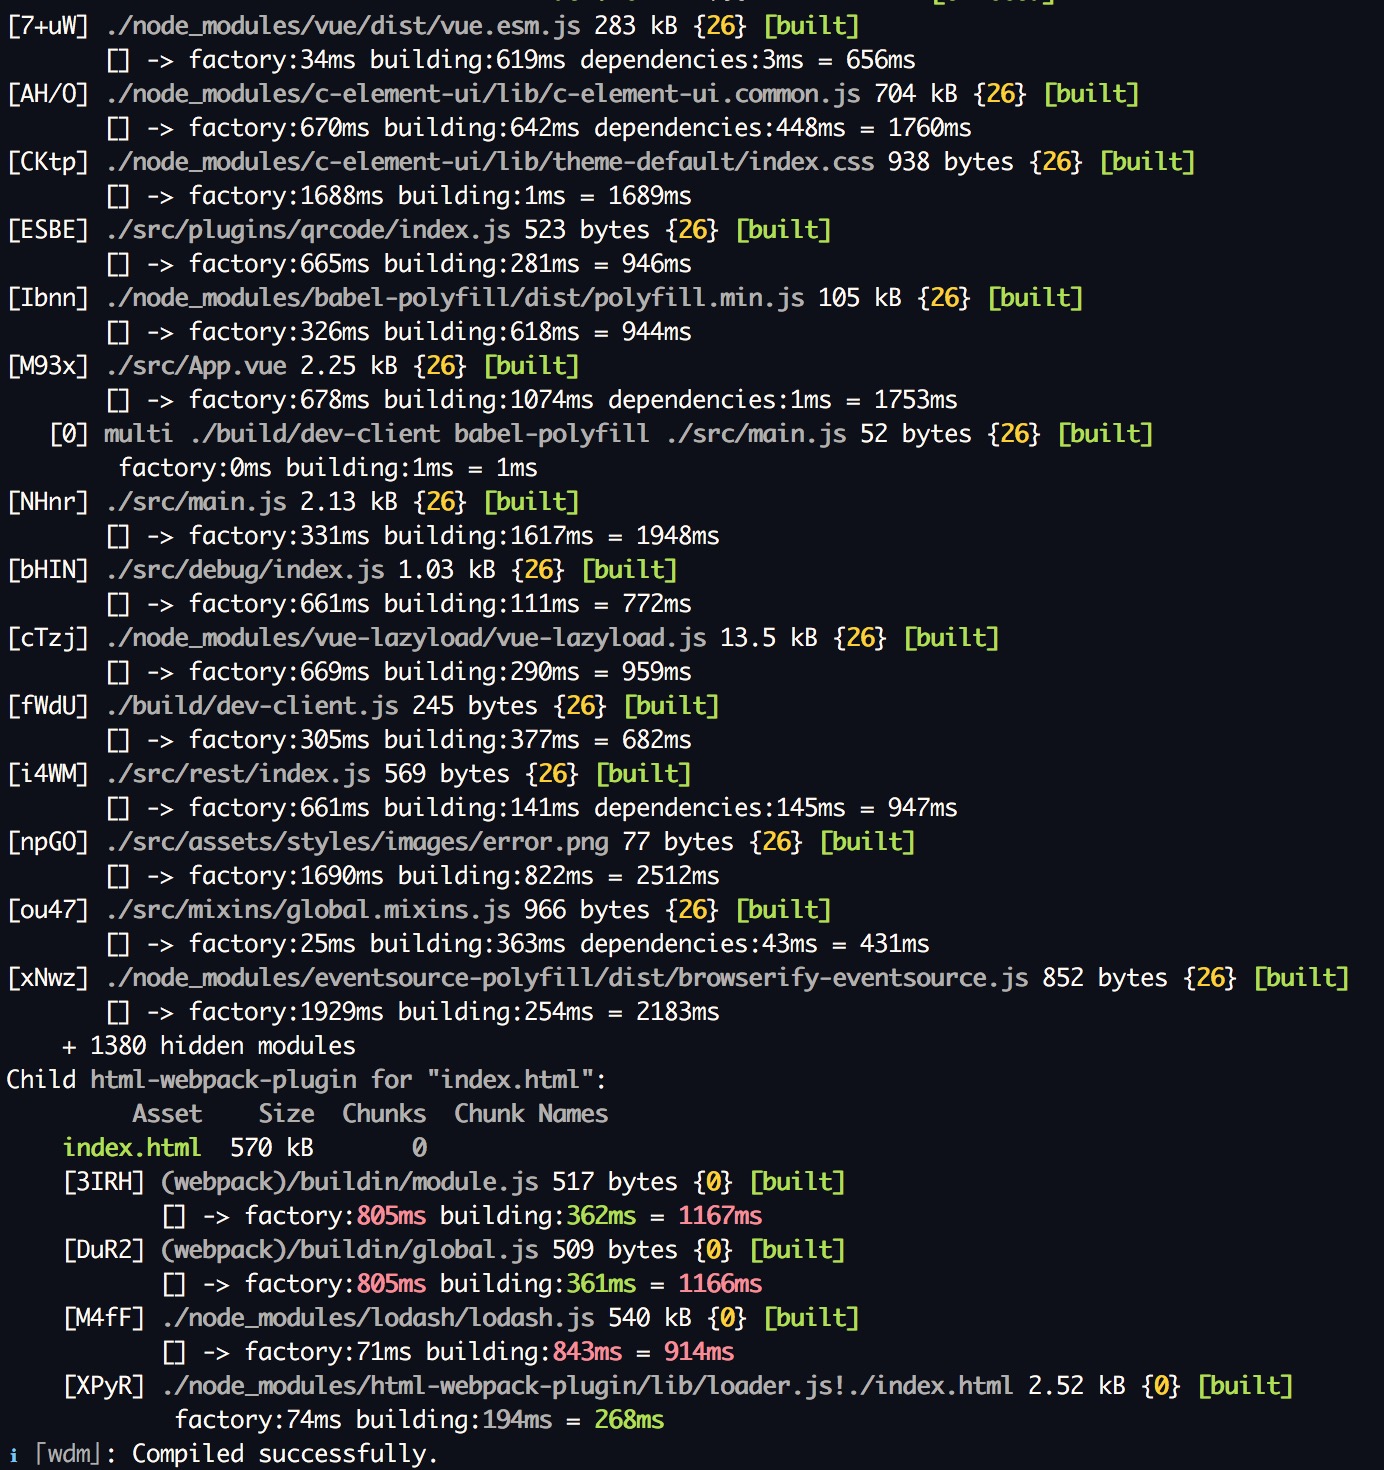 [7+uW] ./node_modules/vue/dist/vue.esm.js 283 kB {26} [built]
[] -> factory:34ms building:619ms dependencies:3ms = 656ms
[AH/O] ./node_modules/c-element-ui/lib/c-element-ui.common.js 704 kB {26} [built]
[] -> factory:670ms building:642ms dependencies:448ms = 1760ms
[CKtp] ./node_modules/c-element-ui/lib/theme-default/index.css 938 bytes {26} [built]
[] -> factory:1688ms building:1ms = 1689ms
[ESBE] ./src/plugins/qrcode/index.js 523 bytes {26} [built]
[] -> factory:665ms building:281ms = 946ms
[Ibnn] ./node_modules/babel-polyfill/dist/polyfill.min.js 105 kB {26} [built]
[] -> factory:326ms building:618ms = 944ms
[M93x] ./src/App.vue 2.25 kB {26} [built]
[] -> factory:678ms building:1074ms dependencies:1ms = 1753ms
[0] multi ./build/dev-client babel-polyfill ./src/main.js 52 bytes {26} [built]
factory:0ms building:1ms = 1ms
[NHnr] ./src/main.js 2.13 kB {26} [built]
[] -> factory:331ms building:1617ms = 1948ms
[bHIN] ./src/debug/index.js 1.03 kB {26} [built]
[] -> factory:661ms building:111ms = 772ms
[cTzj] ./node_modules/vue-lazyload/vue-lazyload.js 13.5 kB {26} [built]
[] -> factory:669ms building:290ms = 959ms
[fWdU] ./build/dev-client.js 245 bytes {26} [built]
[] -> factory:305ms building:377ms = 682ms
[i4WM] ./src/rest/index.js 569 bytes {26} [built]
[] -> factory:661ms building:141ms dependencies:145ms = 947ms
[npGO] ./src/assets/styles/images/error.png 77 bytes {26} [built]
[] -> factory:1690ms building:822ms = 2512ms
[ou47] ./src/mixins/global.mixins.js 966 bytes {26} [built]
[] -> factory:25ms building:363ms dependencies:43ms = 431ms
[xNwz] ./node_modules/eventsource-polyfill/dist/browserify-eventsource.js 852 bytes {26} [built]
[] -> factory:1929ms building:254ms = 2183ms
+ 1380 hidden modules
Child html-webpack-plugin for "index.html":
Asset Size Chunks Chunk Names
index.html 570 kB 0
[3IRH] (webpack)/buildin/module.js 517 bytes {0} [built]
[] -> factory:805ms building:362ms = 1167ms
[DuR2] (webpack)/buildin/global.js 509 bytes {0} [built]
[] -> factory:805ms building:361ms = 1166ms
[M4fF] ./node_modules/lodash/lodash.js 540 kB {0} [built]
[] -> factory:71ms building:843ms = 914ms
[XPyR] ./node_modules/html-webpack-plugin/lib/loader.js!./index.html 2.52 kB {0} [built]
factory:74ms building:194ms = 268ms
i ｢wdm｣: Compiled successfully.